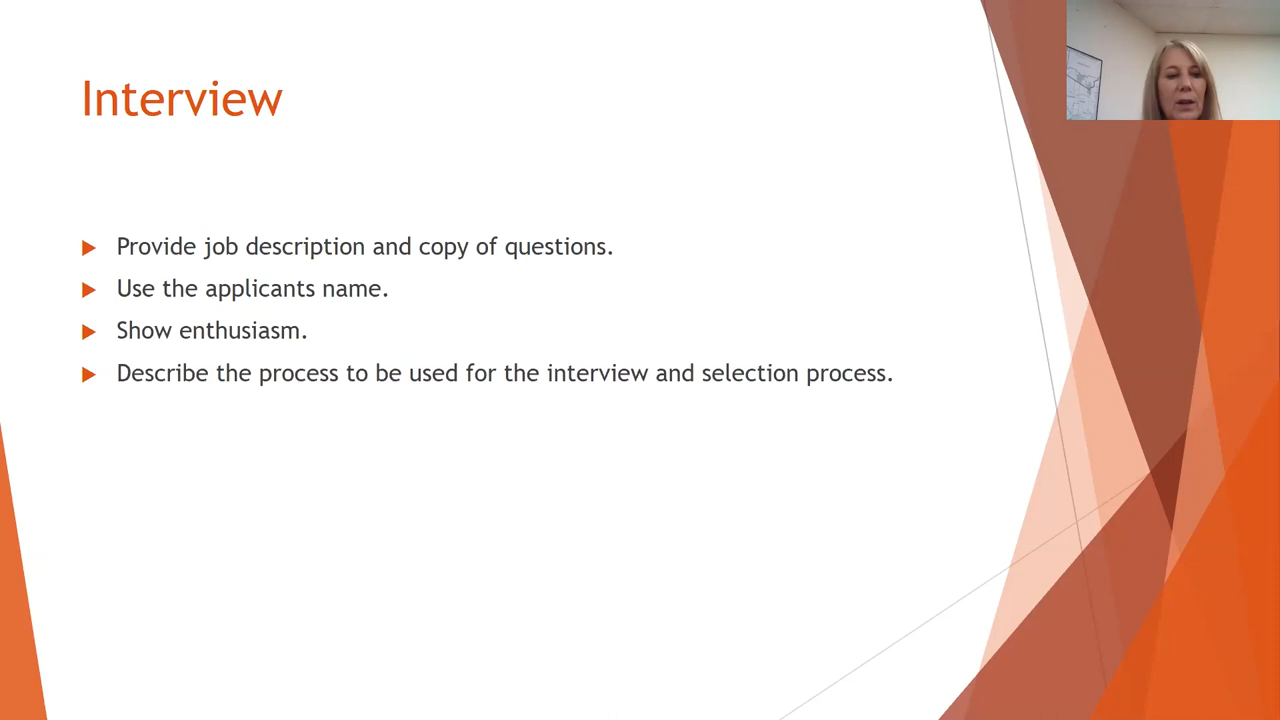 Interview
Provide job description and copy of questions.
Use the applicants name.
Show enthusiasm.
Describe the process to be used for the interview and selection process.